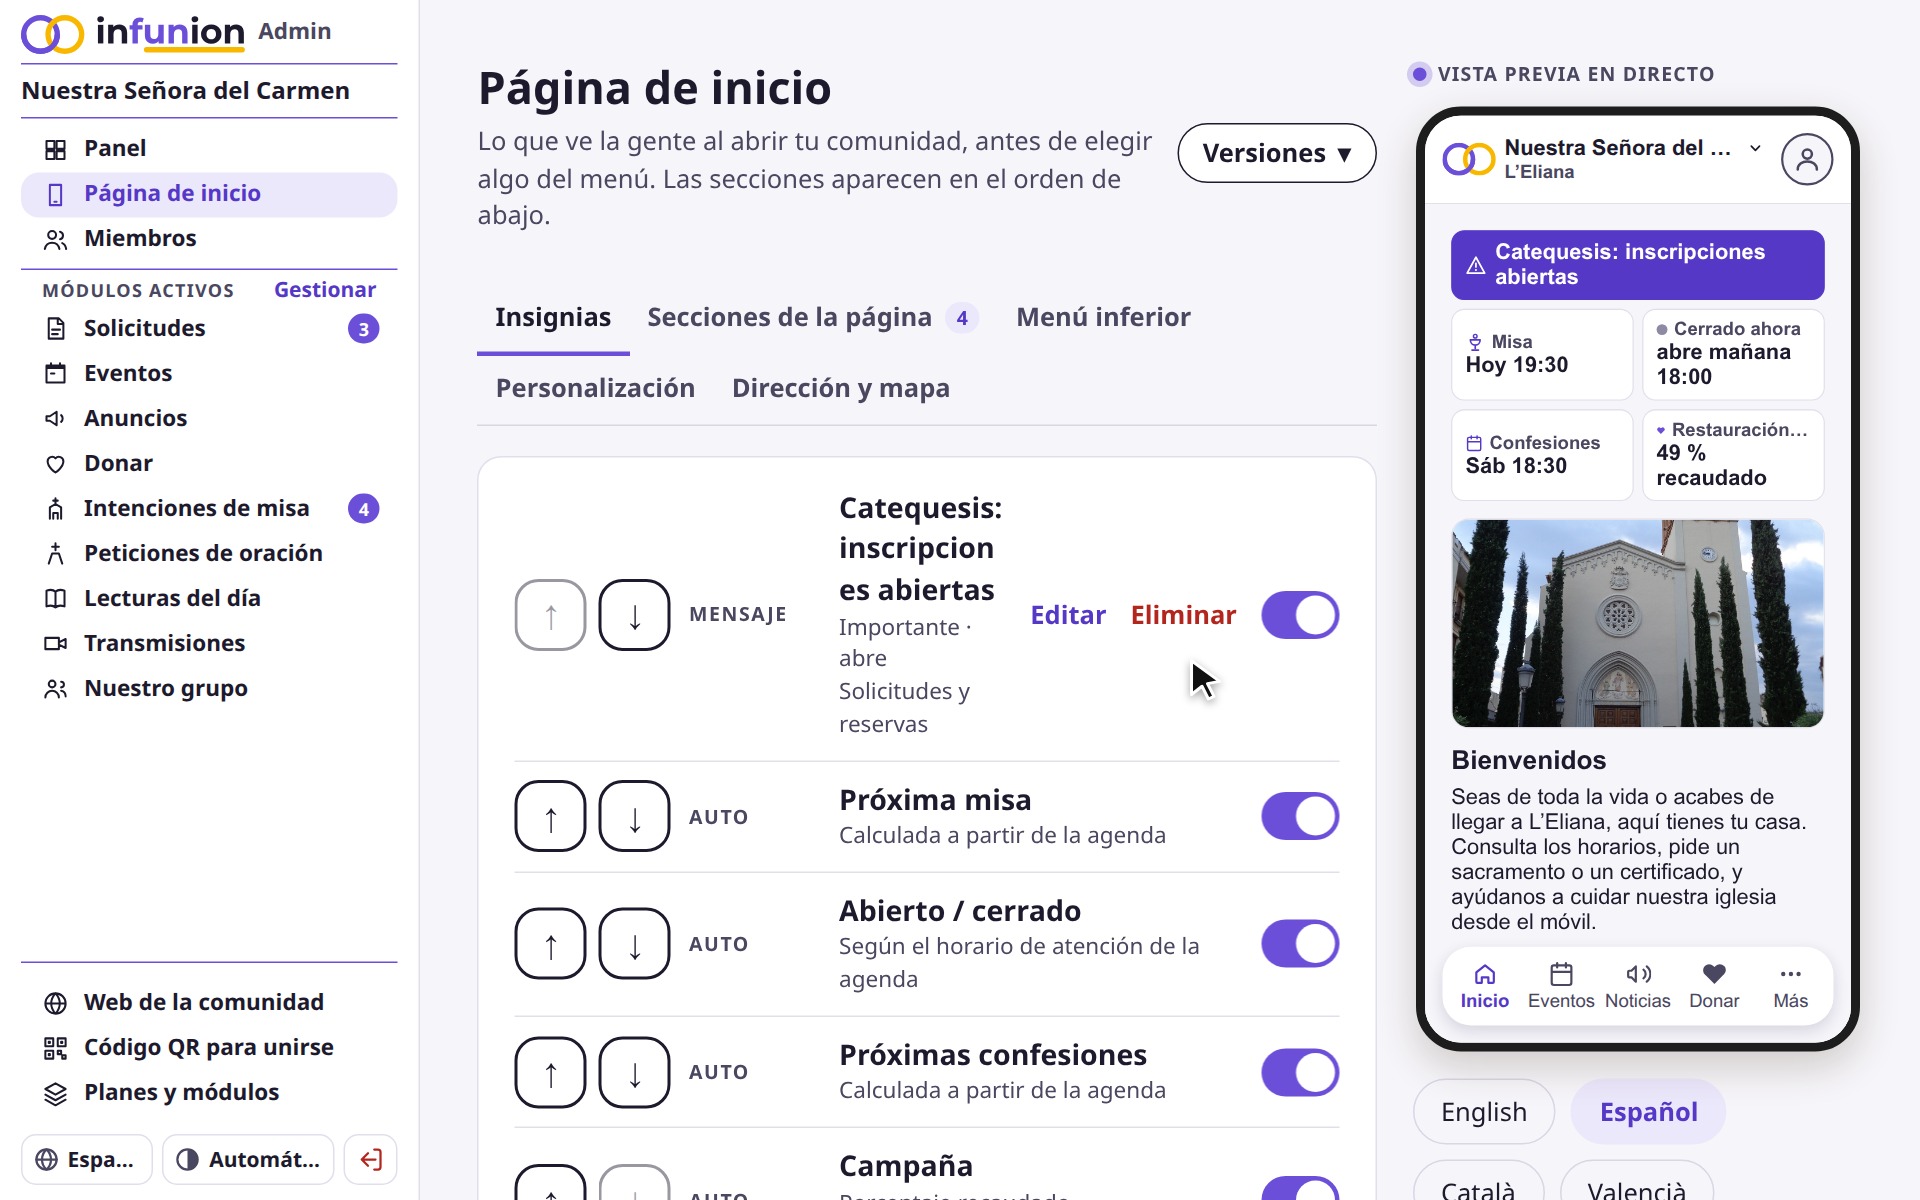 infunion Admin
Nuestra Señora del Carmen
Panel
Página de inicio
Miembros
MÓDULOS ACTIVOS Gestionar
Solicitudes 3
Eventos
Anuncios
Donar
Intenciones de misa 4
Peticiones de oración
Lecturas del día
Transmisiones
Nuestro grupo
Web de la comunidad
Código QR para unirse
Planes y módulos
Espa...
Automát...
Página de inicio
Lo que ve la gente al abrir tu comunidad, antes de elegir
algo del menú. Las secciones aparecen en el orden de
abajo.
Versiones ▼
Insignias Secciones de la página 4 Menú inferior
Personalización Dirección y mapa
↑ ↓ MENSAJE
Catequesis:
inscripcion
es abiertas
Importante ·
abre
Solicitudes y
reservas
Editar Eliminar
↑ ↓ AUTO
Próxima misa
Calculada a partir de la agenda
↑ ↓ AUTO
Abierto / cerrado
Según el horario de atención de la
agenda
↑ ↓ AUTO
Próximas confesiones
Calculada a partir de la agenda
↑ ↓ AUTO
Campaña
Porcentaje recaudado
VISTA PREVIA EN DIRECTO
Nuestra Señora del ...
L’Eliana
Catequesis: inscripciones
abiertas
Misa
Hoy 19:30
Cerrado ahora
abre mañana
18:00
Confesiones
Sáb 18:30
Restauración...
49 %
recaudado
Bienvenidos
Seas de toda la vida o acabes de
llegar a L’Eliana, aquí tienes tu casa.
Consulta los horarios, pide un
sacramento o un certificado, y
ayúdanos a cuidar nuestra iglesia
desde el móvil.
Inicio Eventos Noticias Donar Más
English Español
Català Valencià